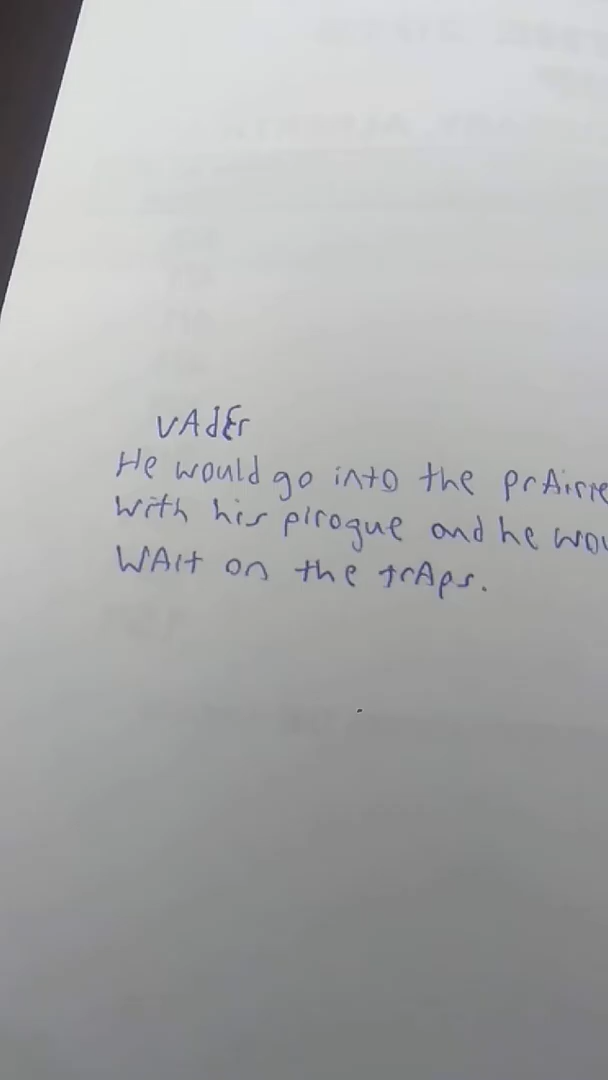 VAdEr
He would go into the prAirie
with his pirogue and he wou
WAit on the trAps.